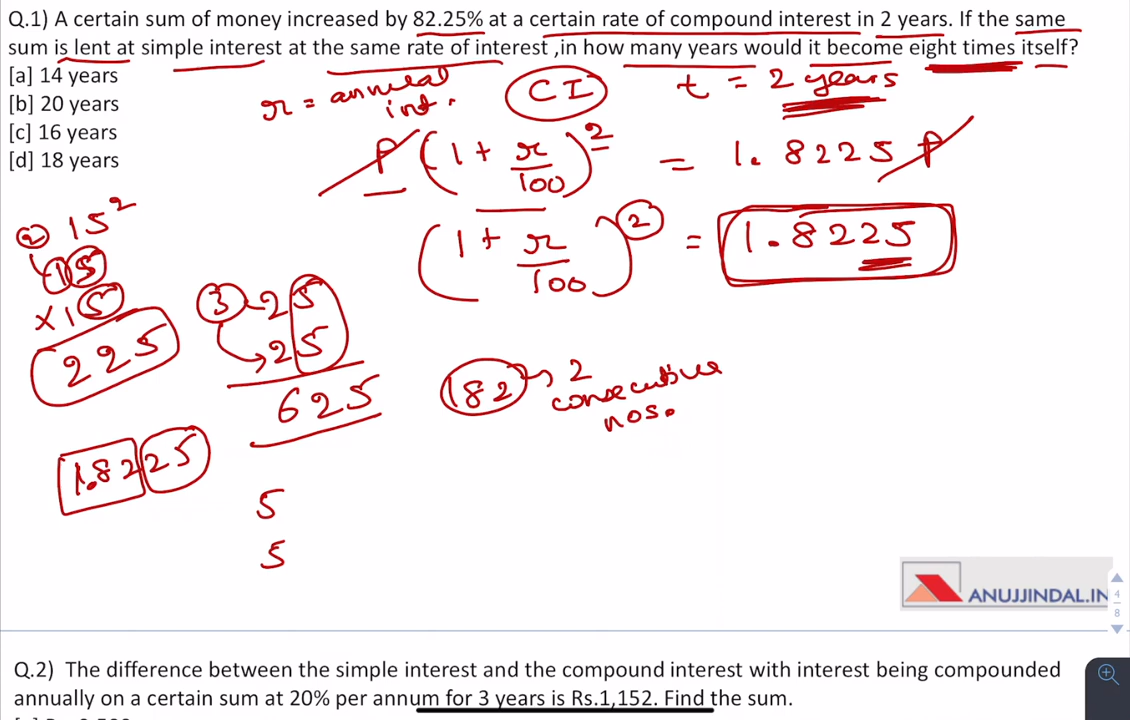 Q.1) A certain sum of money increased by 82.25% at a certain rate of compound interest in 2 years. If the same
sum is lent at simple interest at the same rate of interest ,in how many years would it become eight times itself?
[a] 14 years
[b] 20 years
[c] 16 years
[d] 18 years
r = annual int.
CI
t = 2 years
P(1 + r/100)^2 = 1.8225 P
(1 + r/100)^2 = 1.8225
② 15²
15
×15
225
③ 25
25
625
182 → 2 consecutive nos.
1.8225
5
5
ANUJJINDAL.IN
4
8
Q.2) The difference between the simple interest and the compound interest with interest being compounded
annually on a certain sum at 20% per annum for 3 years is Rs.1,152. Find the sum.